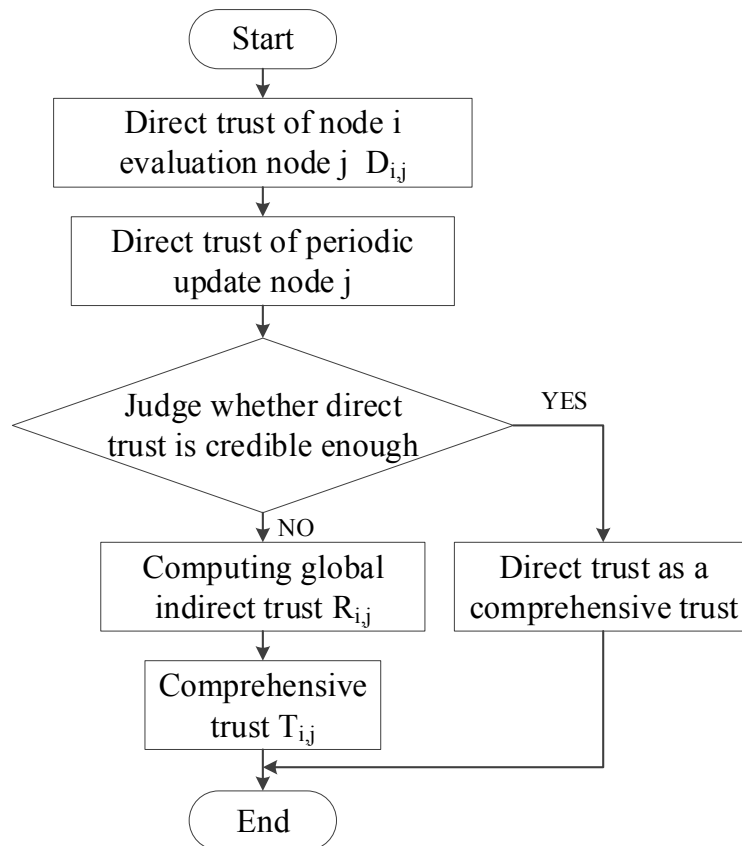 Start
Direct trust of node i
evaluation node j D_{i,j}
Direct trust of periodic
update node j
Judge whether direct
trust is credible enough
YES
NO
Computing global
indirect trust R_{i,j}
Direct trust as a
comprehensive trust
Comprehensive
trust T_{i,j}
End